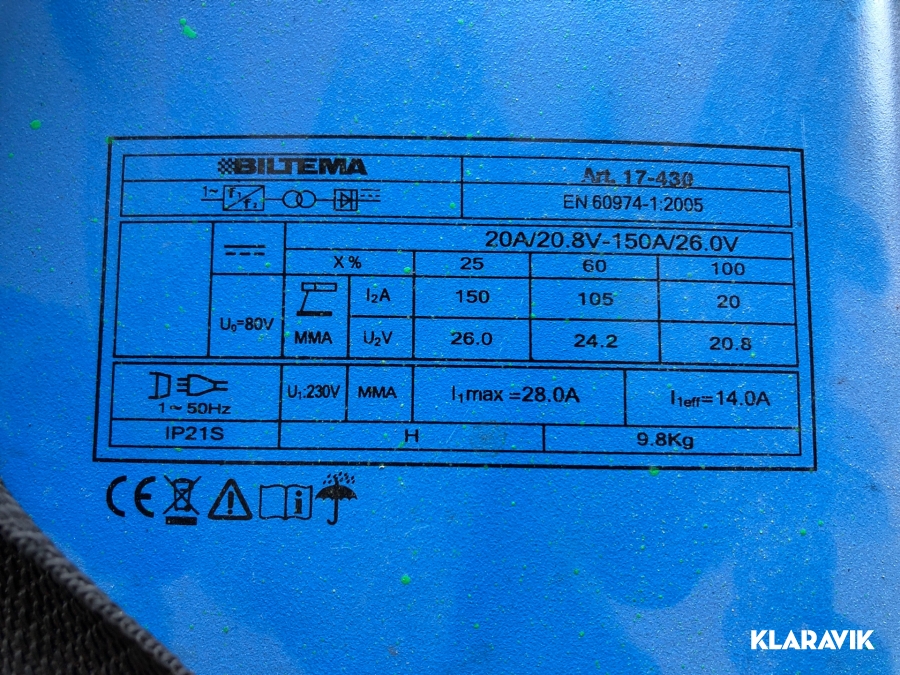 BILTEMA
Art. 17-430
1~ f1/f2
EN 60974-1:2005
20A/20.8V-150A/26.0V
X % 25 60 100
U₀=80V
MMA
I₂A 150 105 20
U₂V 26.0 24.2 20.8
1~50Hz
U₁:230V MMA I₁max =28.0A I₁eff=14.0A
IP21S H 9.8Kg
CE i
KLARAVIK